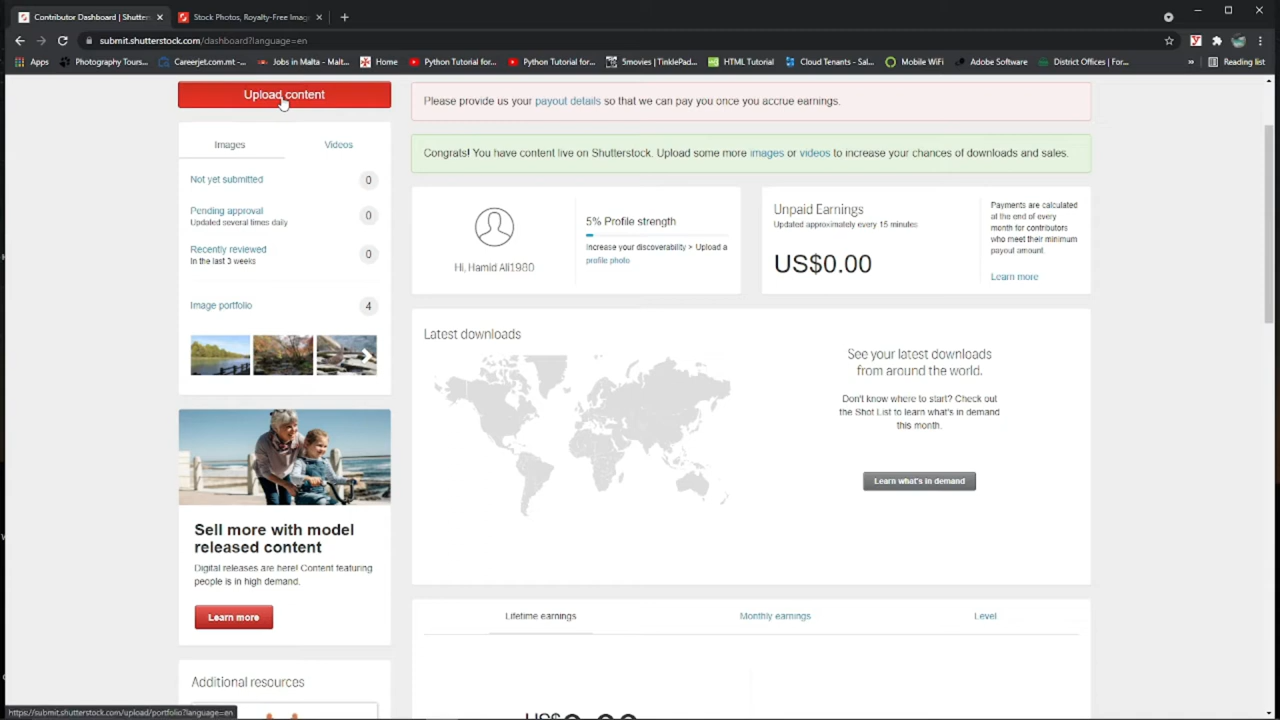 Contributor Dashboard | Shutter
Stock Photos, Royalty-Free Imag
submit.shutterstock.com/dashboard?language=en
Apps
Photography Tours...
Careerjet.com.mt -...
Jobs in Malta - Malt...
Home
Python Tutorial for...
Python Tutorial for...
5movies | TinklePad...
HTML Tutorial
Cloud Tenants - Sal...
Mobile WiFi
Adobe Software
District Offices | For...
»
Reading list
Upload content
Please provide us your payout details so that we can pay you once you accrue earnings.
Images
Videos
Congrats! You have content live on Shutterstock. Upload some more images or videos to increase your chances of downloads and sales.
Not yet submitted
0
Pending approval
Updated several times daily
0
Recently reviewed
In the last 3 weeks
0
Image portfolio
4
Hi, Hamid Ali1980
5% Profile strength
Increase your discoverability > Upload a
profile photo
Unpaid Earnings
Updated approximately every 15 minutes
US$0.00
Payments are calculated
at the end of every
month for contributors
who meet their minimum
payout amount.
Learn more
Latest downloads
See your latest downloads
from around the world.
Don't know where to start? Check out
the Shot List to learn what's in demand
this month.
Learn what's in demand
Sell more with model
released content
Digital releases are here! Content featuring
people is in high demand.
Learn more
Lifetime earnings
Monthly earnings
Level
Additional resources
https://submit.shutterstock.com/upload/portfolio?language=en